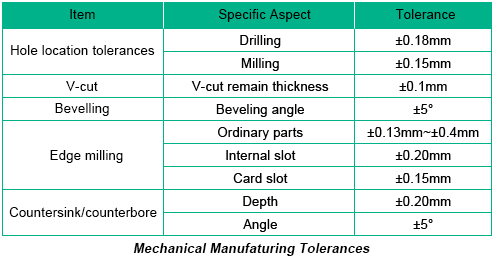 Item Specific Aspect Tolerance
Hole location tolerances Drilling ±0.18mm
Milling ±0.15mm
V-cut V-cut remain thickness ±0.1mm
Bevelling Beveling angle ±5°
Edge milling Ordinary parts ±0.13mm~±0.4mm
Internal slot ±0.20mm
Card slot ±0.15mm
Countersink/counterbore Depth ±0.20mm
Angle ±5°
Mechanical Manufaturing Tolerances